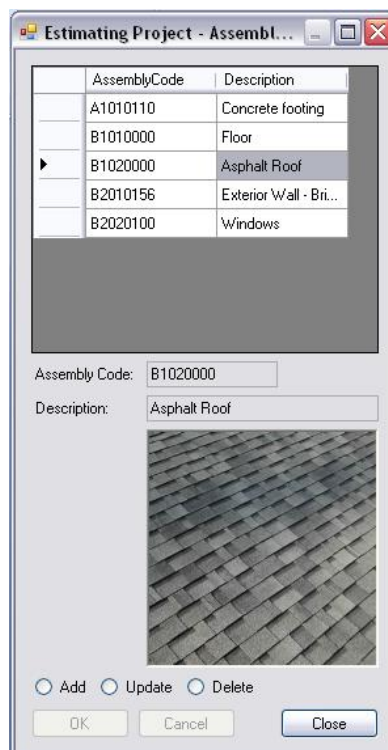 Estimating Project - Assembl...
AssemblyCode Description
A1010110 Concrete footing
B1010000 Floor
B1020000 Asphalt Roof
B2010156 Exterior Wall - Bri...
B2020100 Windows
Assembly Code: B1020000
Description: Asphalt Roof
Add Update Delete
OK Cancel Close